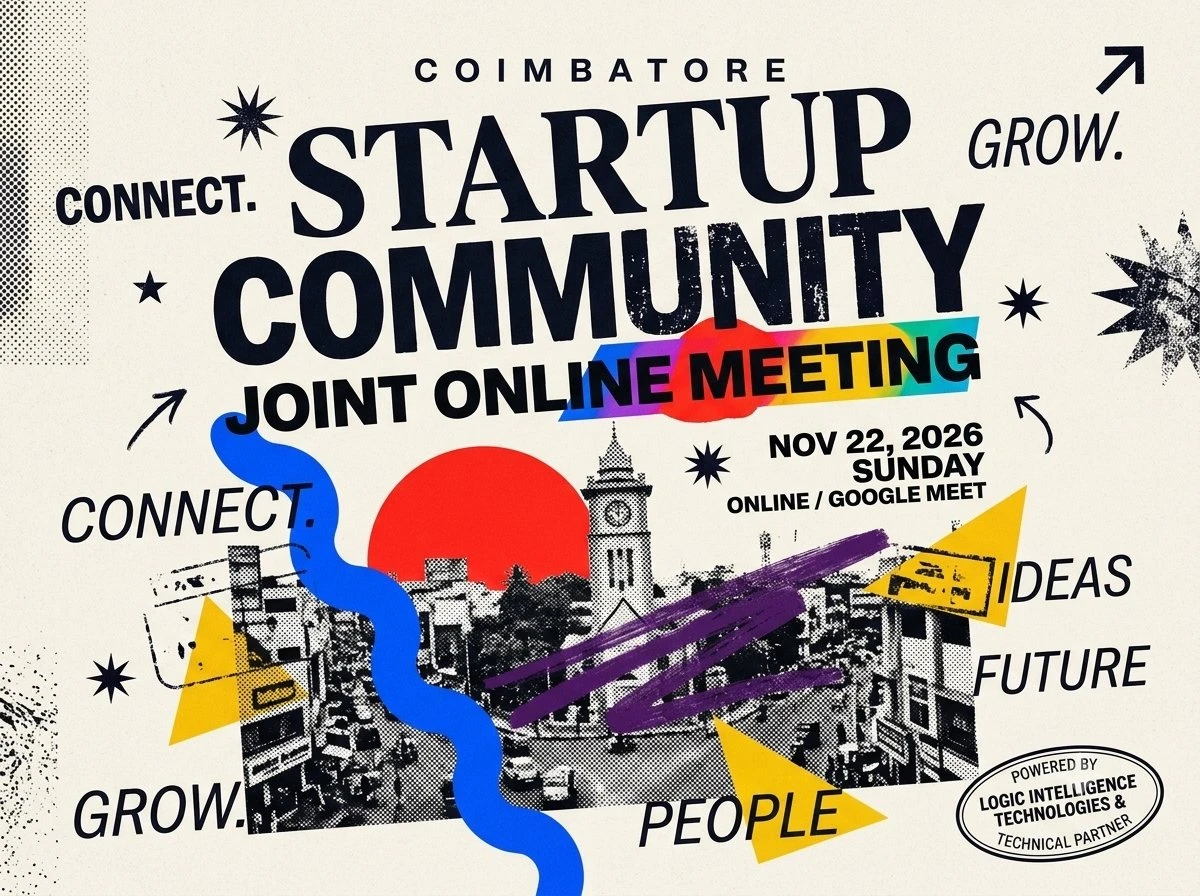 COIMBATORE
STARTUP
COMMUNITY
JOINT ONLINE MEETING
NOV 22, 2026
SUNDAY
ONLINE / GOOGLE MEET
CONNECT.
GROW.
CONNECT.
IDEAS
FUTURE
GROW.
PEOPLE
POWERED BY
LOGIC INTELLIGENCE
TECHNOLOGIES &
TECHNICAL PARTNER